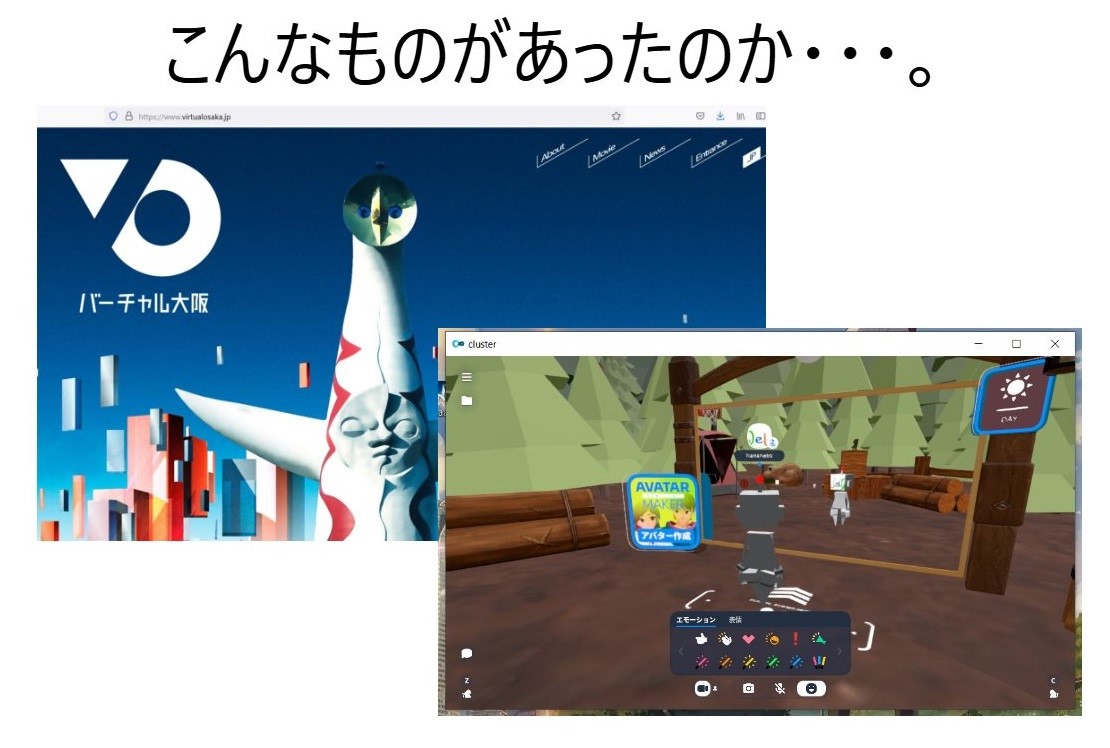 こんなものがあったのか・・・。
https://www.virtualosaka.jp
About
Movie
News
Entrance
JP
バーチャル大阪
cluster
DAY
AVATAR
MAKER
アバター作成
エモーション
表情
Z
C